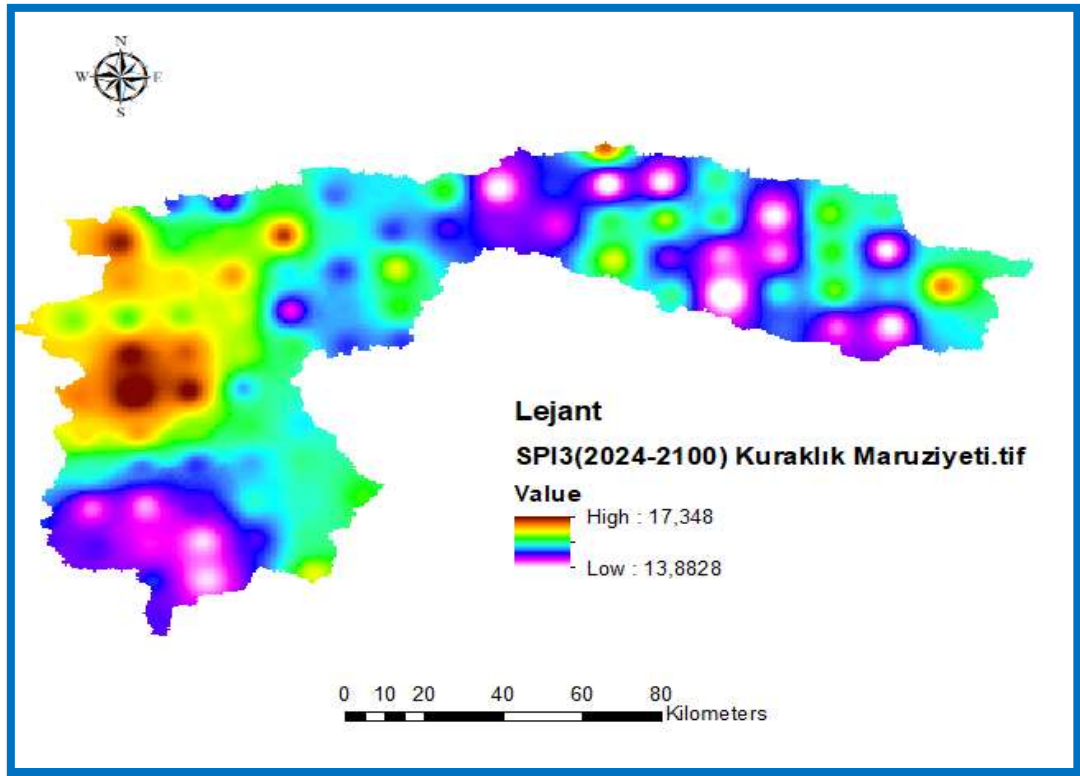 N
W E
S
Lejant
SPI3(2024-2100) Kuraklık Maruziyeti.tif
Value
High : 17,348
Low : 13,8828
0 10 20 40 60 80
Kilometers